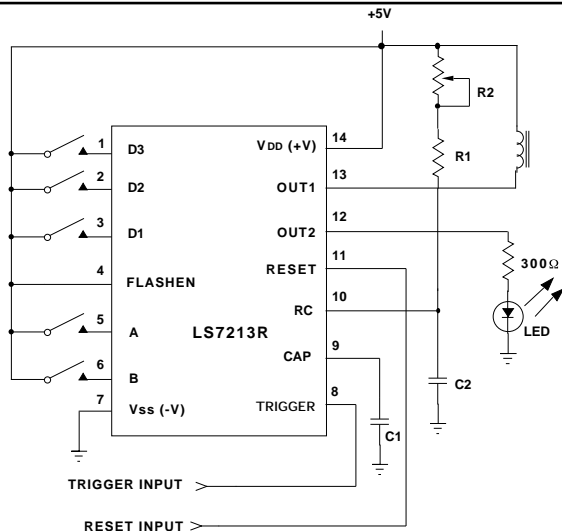 +5V
R2
1 D3 VDD (+V) 14
R1
2 D2 OUT1 13
3 D1 OUT2 12
RESET 11
300Ω
4 FLASHEN
RC 10
5 A LS7213R
LED
CAP 9
6 B
C2
7 Vss (-V) TRIGGER 8
C1
TRIGGER INPUT
RESET INPUT